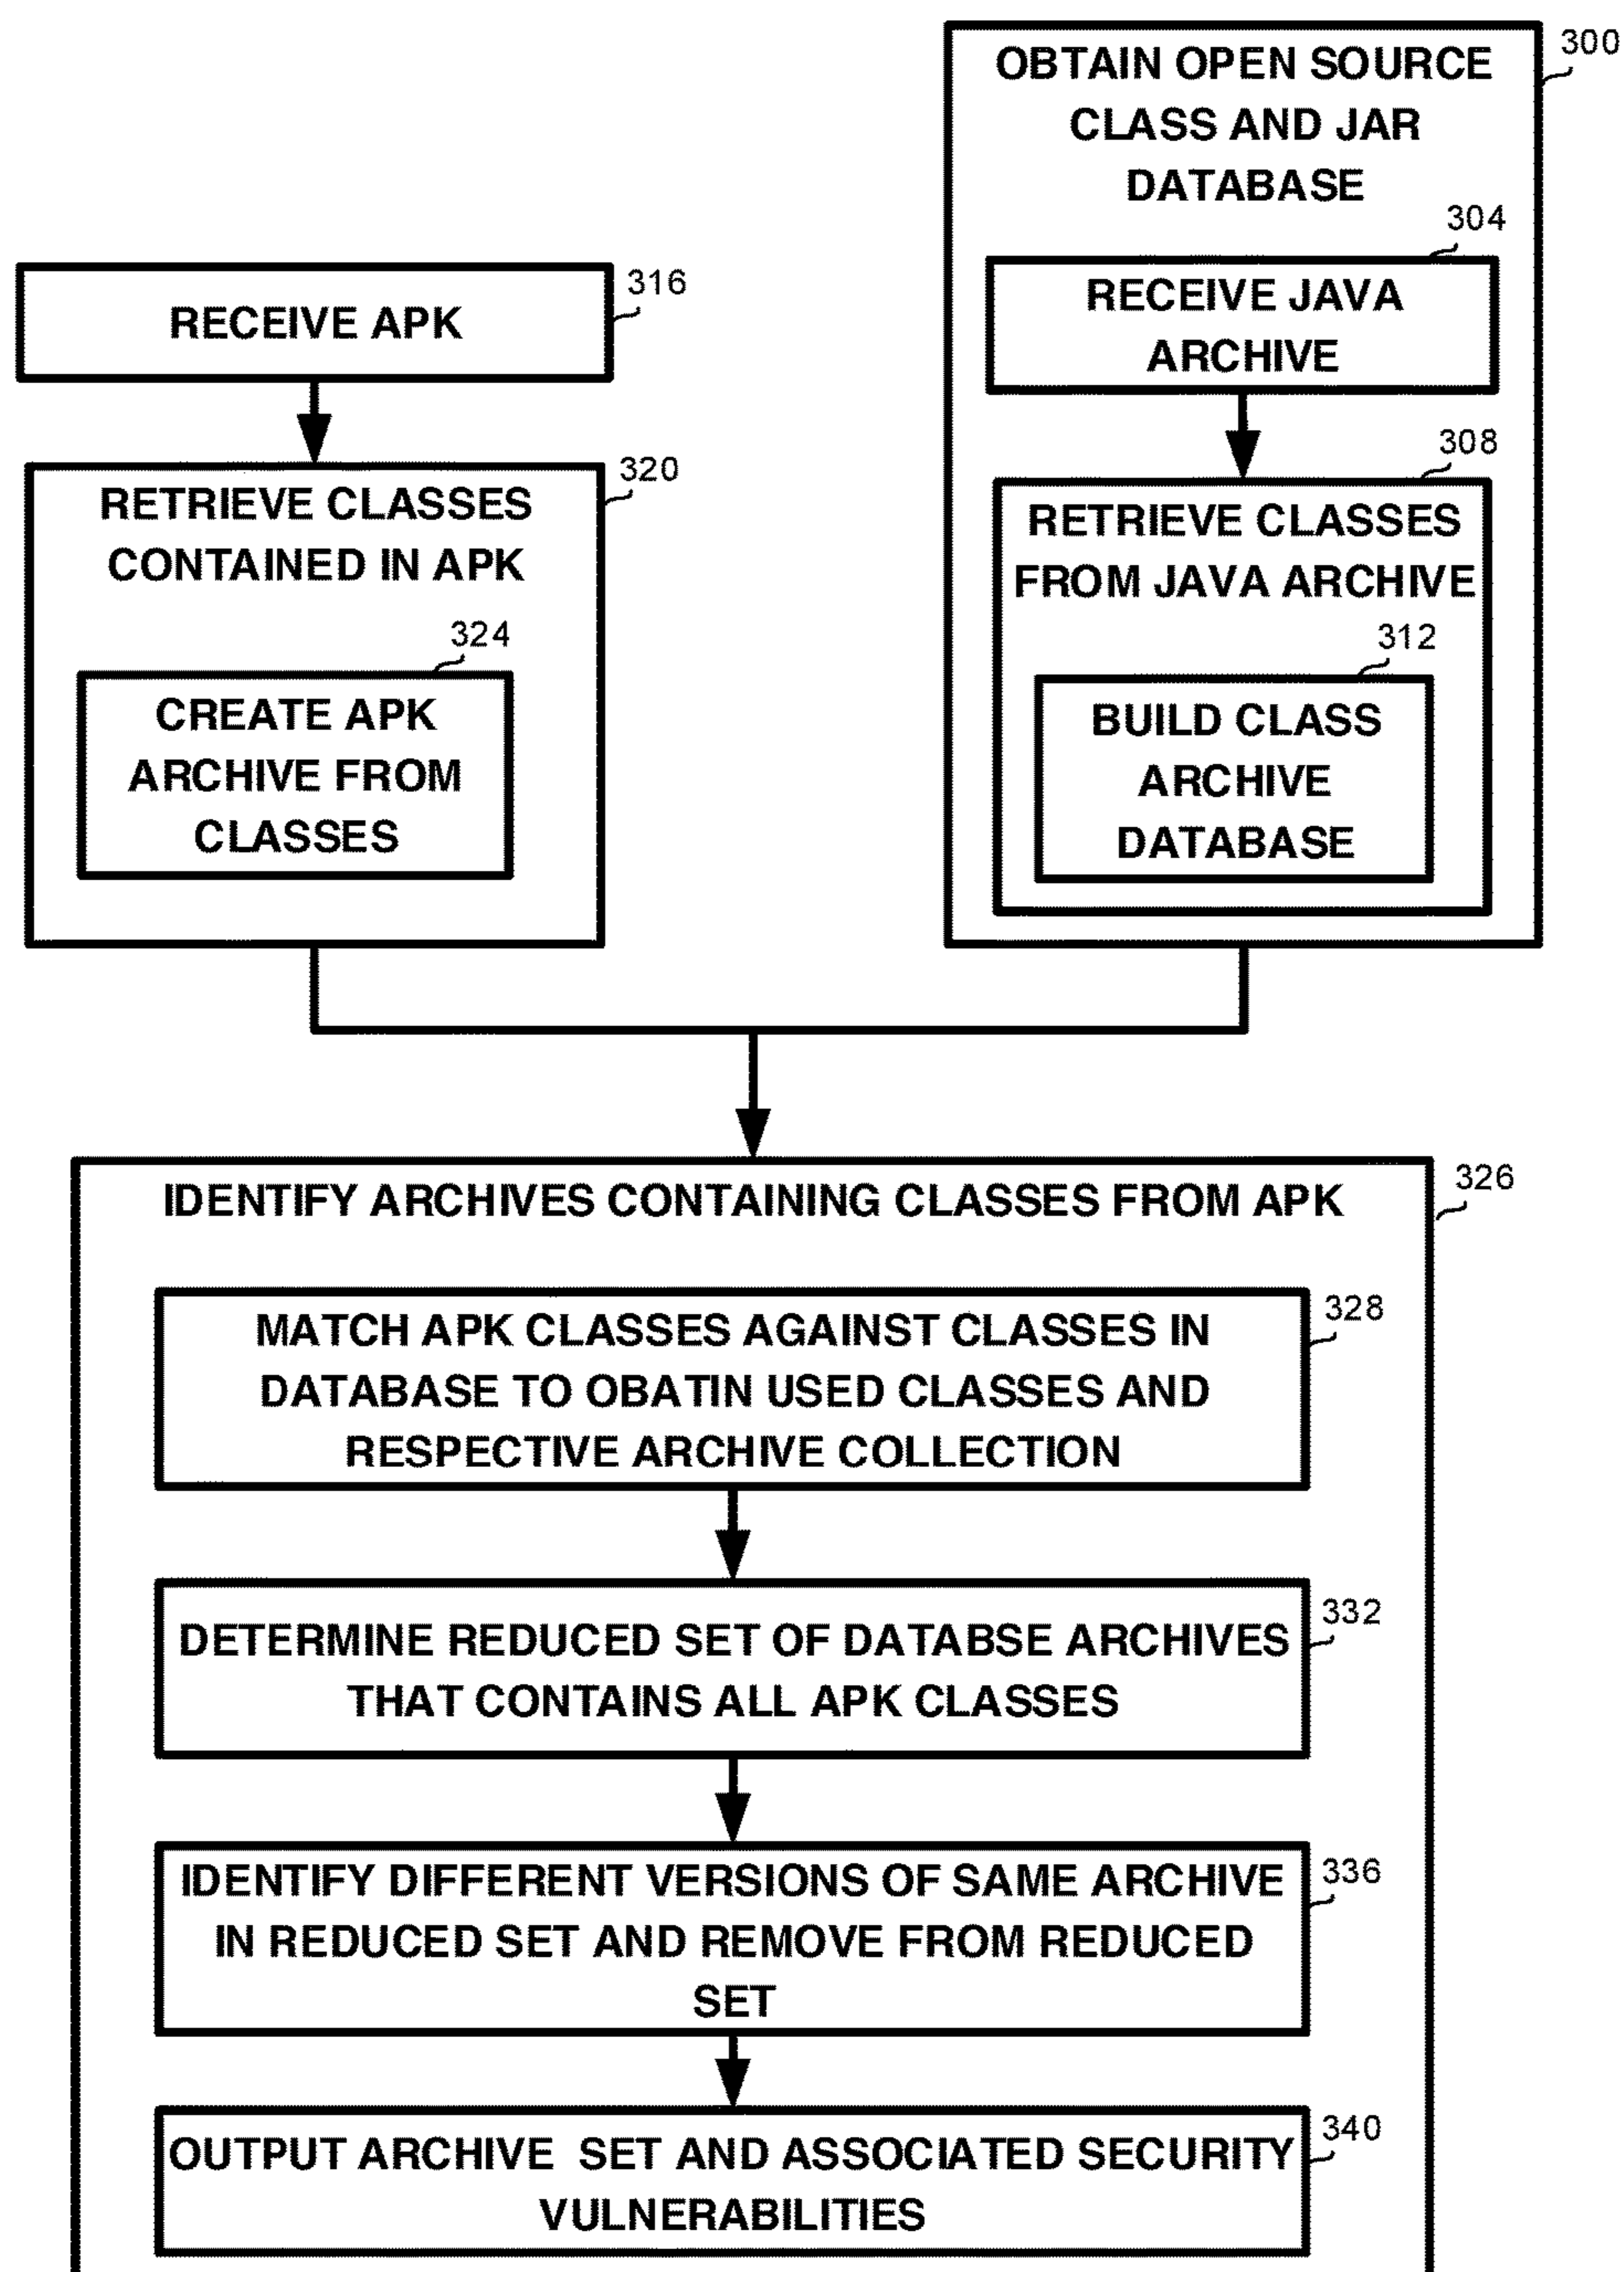 OBTAIN OPEN SOURCE
CLASS AND JAR
DATABASE
300
304
RECEIVE JAVA
ARCHIVE
308
RETRIEVE CLASSES
FROM JAVA ARCHIVE
312
BUILD CLASS
ARCHIVE
DATABASE
RECEIVE APK
316
RETRIEVE CLASSES
CONTAINED IN APK
320
324
CREATE APK
ARCHIVE FROM
CLASSES
IDENTIFY ARCHIVES CONTAINING CLASSES FROM APK
326
MATCH APK CLASSES AGAINST CLASSES IN
DATABASE TO OBATIN USED CLASSES AND
RESPECTIVE ARCHIVE COLLECTION
328
DETERMINE REDUCED SET OF DATABSE ARCHIVES
THAT CONTAINS ALL APK CLASSES
332
IDENTIFY DIFFERENT VERSIONS OF SAME ARCHIVE
IN REDUCED SET AND REMOVE FROM REDUCED
SET
336
OUTPUT ARCHIVE SET AND ASSOCIATED SECURITY
VULNERABILITIES
340